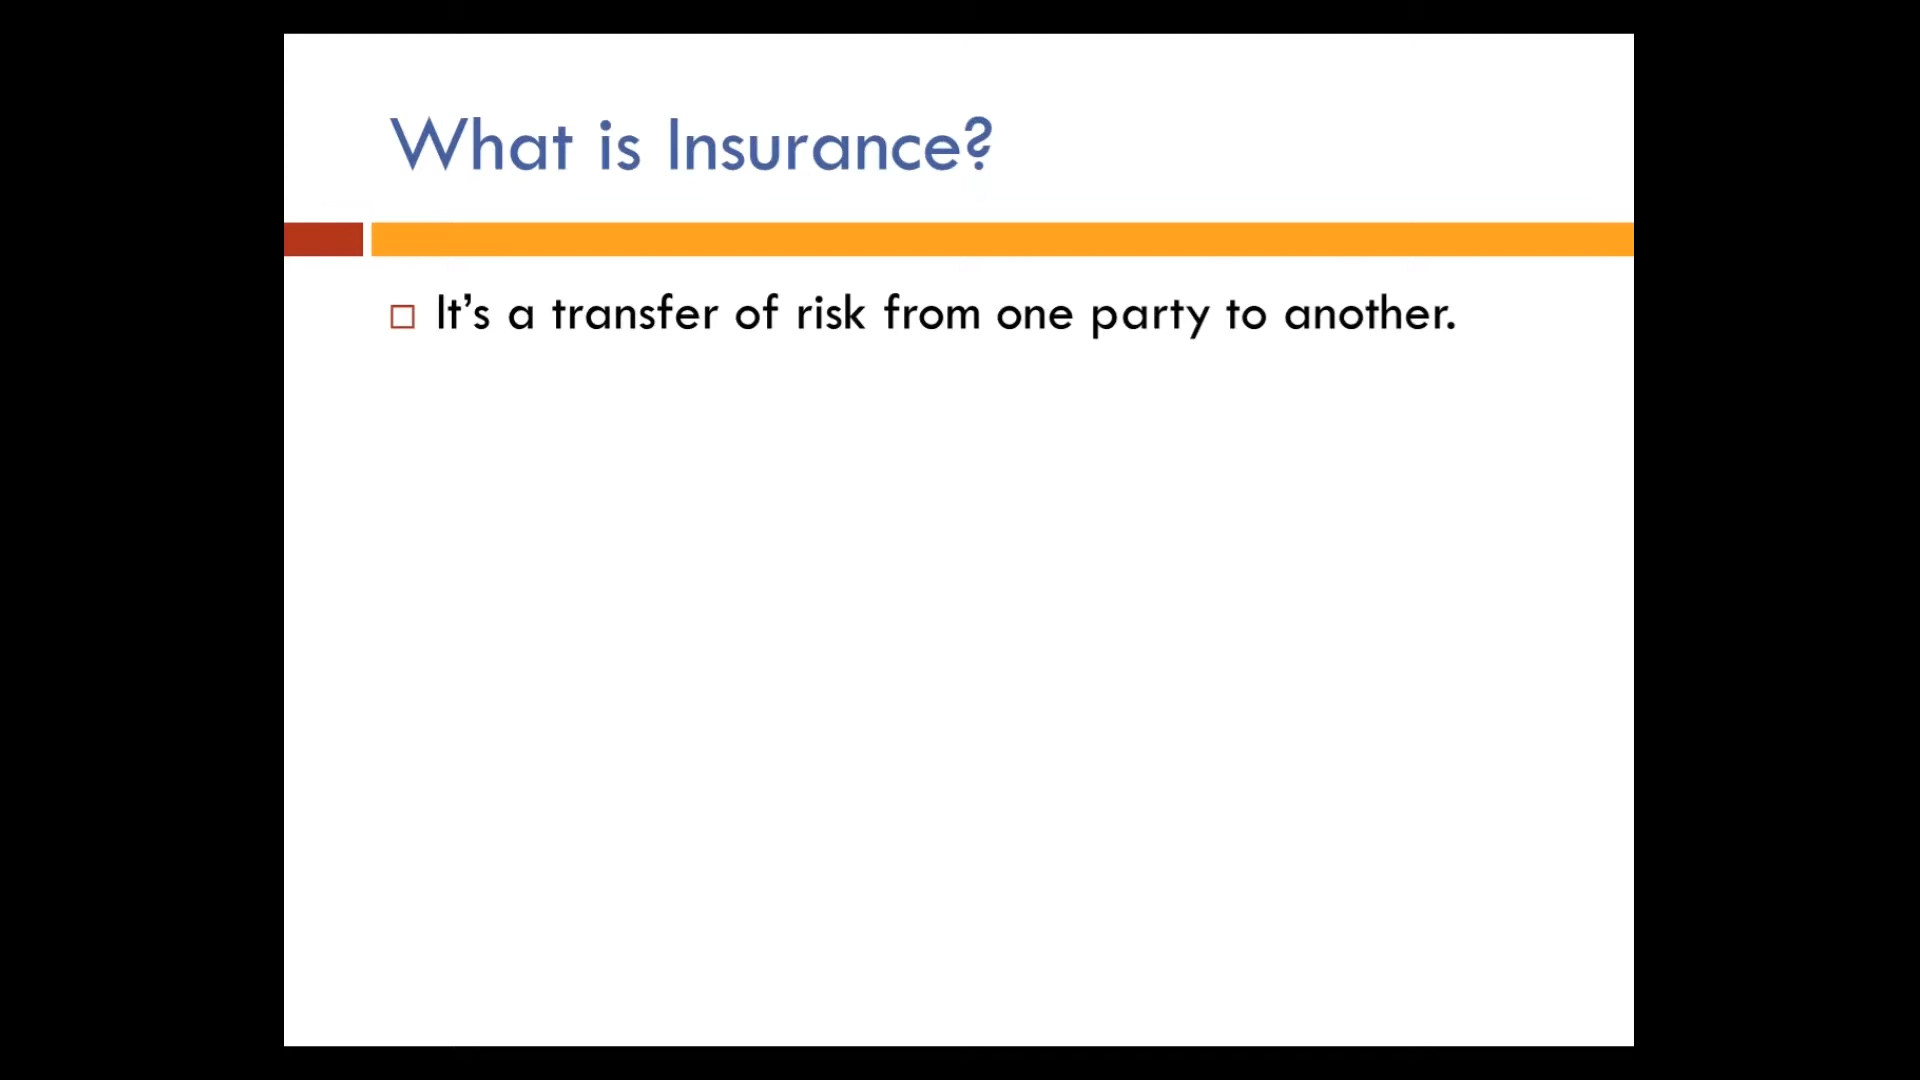 What is Insurance?
It’s a transfer of risk from one party to another.